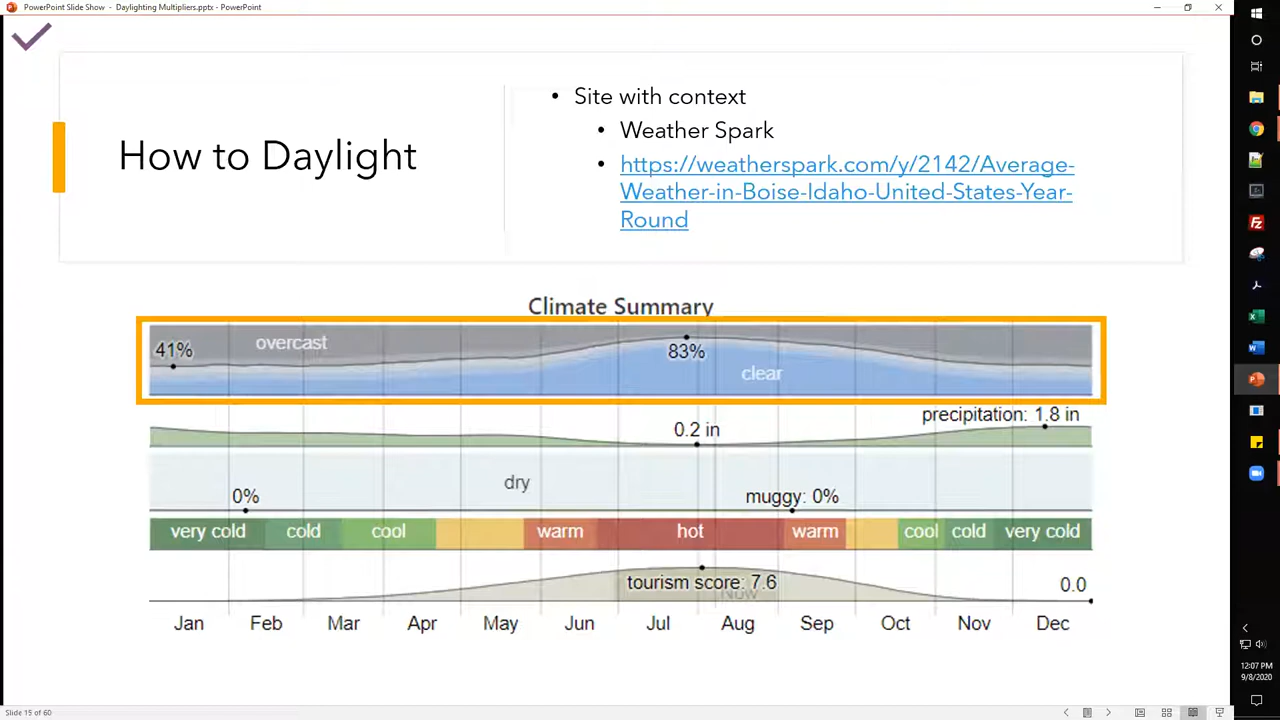 PowerPoint Slide Show - Daylighting Multipliers.pptx - PowerPoint
How to Daylight
• Site with context
• Weather Spark
• https://weatherspark.com/y/2142/Average-
Weather-in-Boise-Idaho-United-States-Year-
Round
Climate Summary
overcast
41%
83%
clear
precipitation: 1.8 in
0.2 in
dry
0%
muggy: 0%
very cold cold cool warm hot warm cool cold very cold
tourism score: 7.6
0.0
Now
Jan Feb Mar Apr May Jun Jul Aug Sep Oct Nov Dec
12:07 PM
9/8/2020
Slide 15 of 60